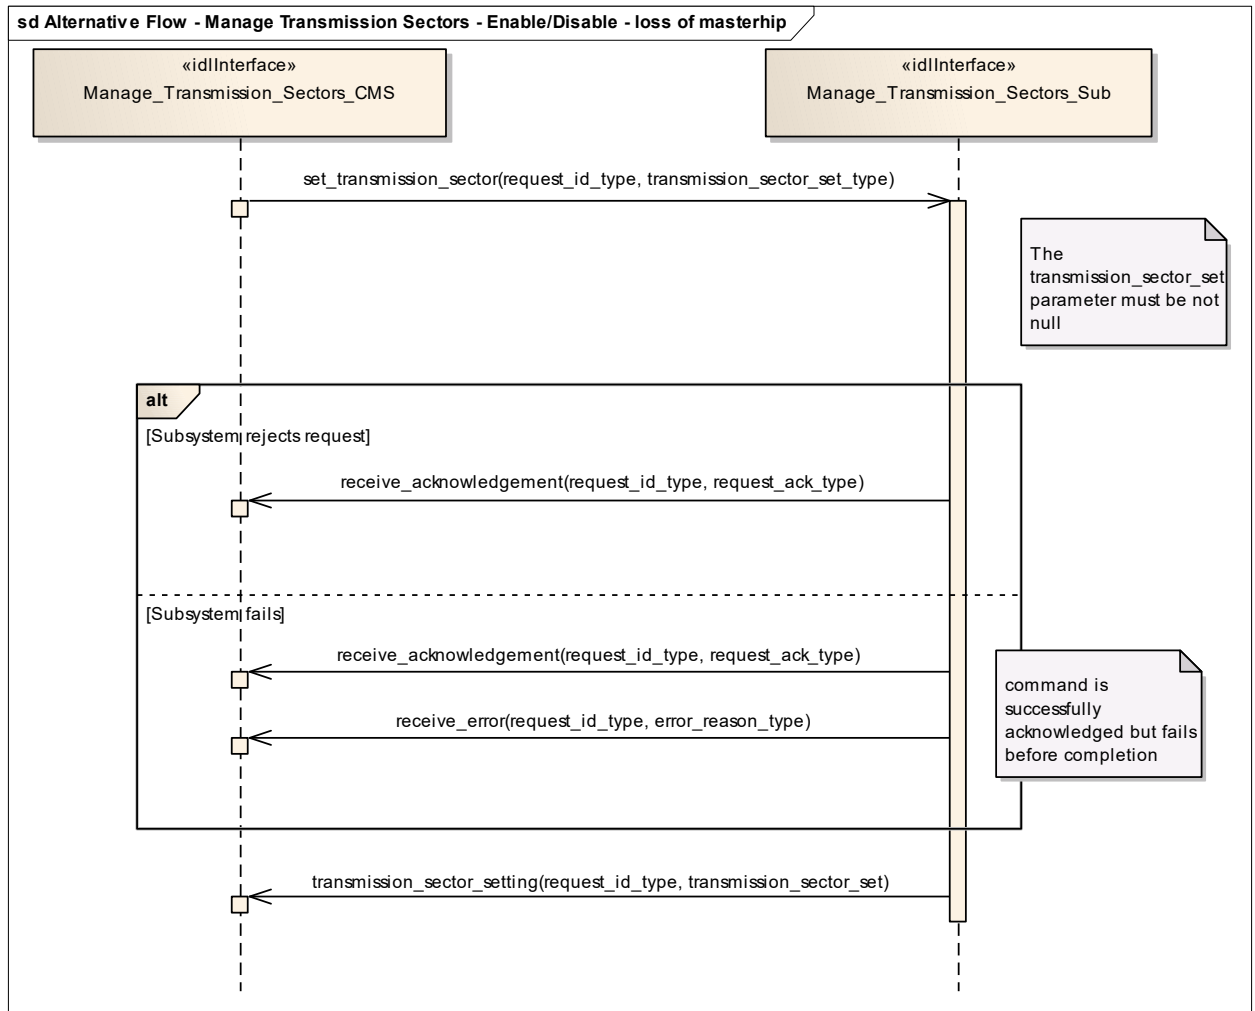 sd Alternative Flow - Manage Transmission Sectors - Enable/Disable - loss of masterhip
«idlInterface»
Manage_Transmission_Sectors_CMS
«idlInterface»
Manage_Transmission_Sectors_Sub
set_transmission_sector(request_id_type, transmission_sector_set_type)
The
transmission_sector_set
parameter must be not
null
alt
[Subsystem rejects request]
receive_acknowledgement(request_id_type, request_ack_type)
[Subsystem fails]
receive_acknowledgement(request_id_type, request_ack_type)
command is
successfully
acknowledged but fails
before completion
receive_error(request_id_type, error_reason_type)
transmission_sector_setting(request_id_type, transmission_sector_set)